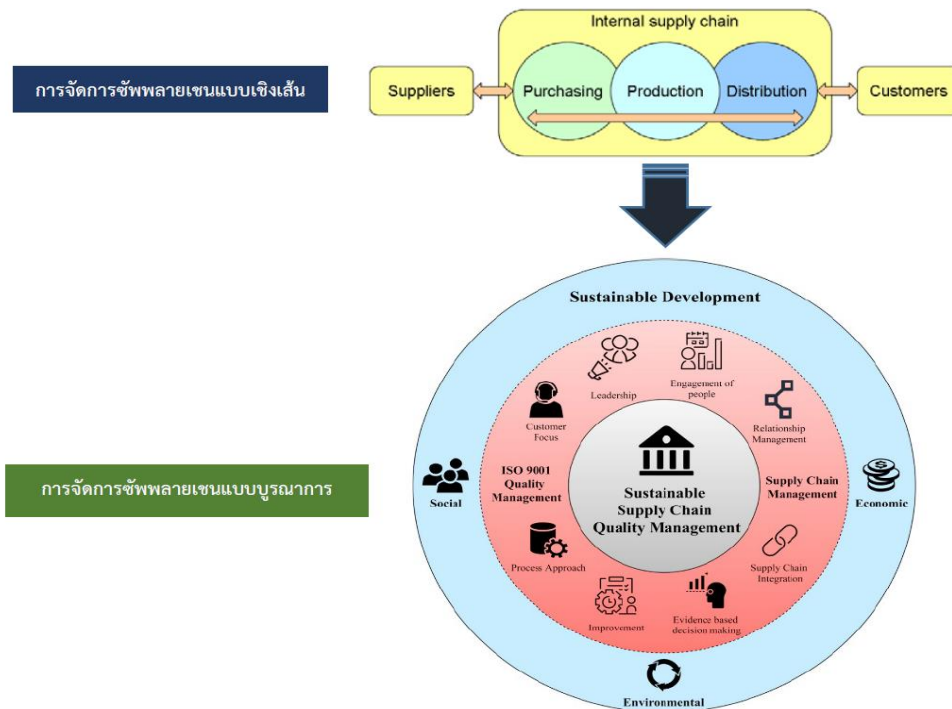 Internal supply chain
การจัดการซัพพลายเชนแบบเชิงเส้น
Suppliers
Purchasing
Production
Distribution
Customers
Sustainable Development
Leadership
Engagement of
people
Customer
Focus
Relationship
Management
ISO 9001
Quality
Management
Supply Chain
Management
การจัดการซัพพลายเชนแบบบูรณาการ
Social
Sustainable
Supply Chain
Quality Management
Economic
Process Approach
Supply Chain
Integration
Improvement
Evidence based
decision making
Environmental